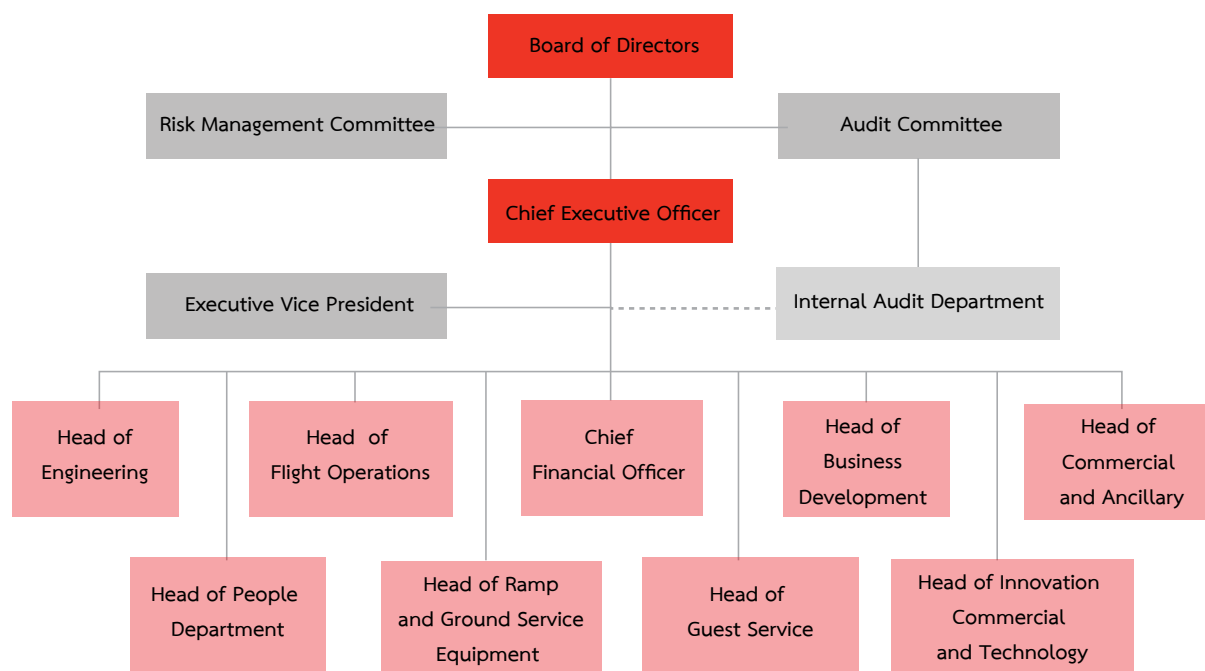 Board of Directors
Risk Management Committee
Audit Committee
Chief Executive Officer
Executive Vice President
Internal Audit Department
Head of
Engineering
Head of
Flight Operations
Chief
Financial Officer
Head of
Business
Development
Head of
Commercial
and Ancillary
Head of People
Department
Head of Ramp
and Ground Service
Equipment
Head of
Guest Service
Head of Innovation
Commercial
and Technology